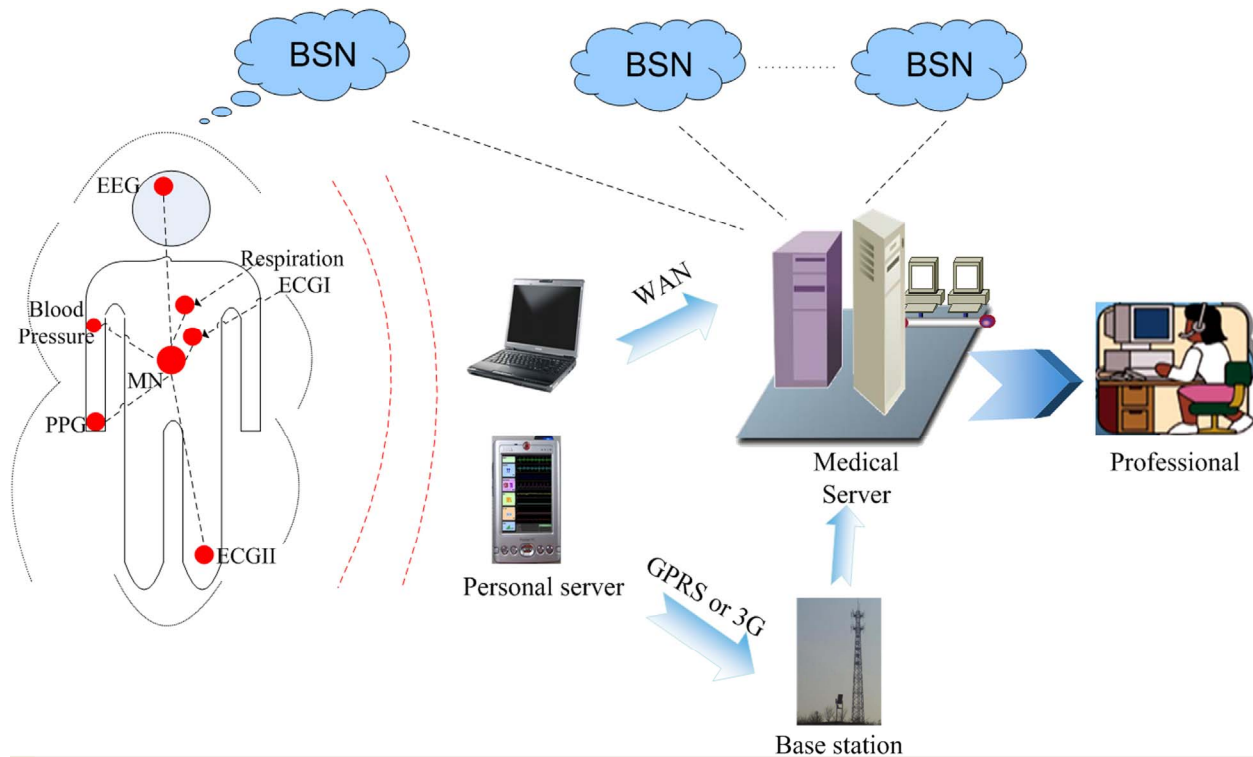 BSN
BSN
BSN
EEG
Respiration
ECGI
Blood
Pressure
MN
PPG
ECGII
WAN
Personal server
GPRS or 3G
Medical
Server
Professional
Base station